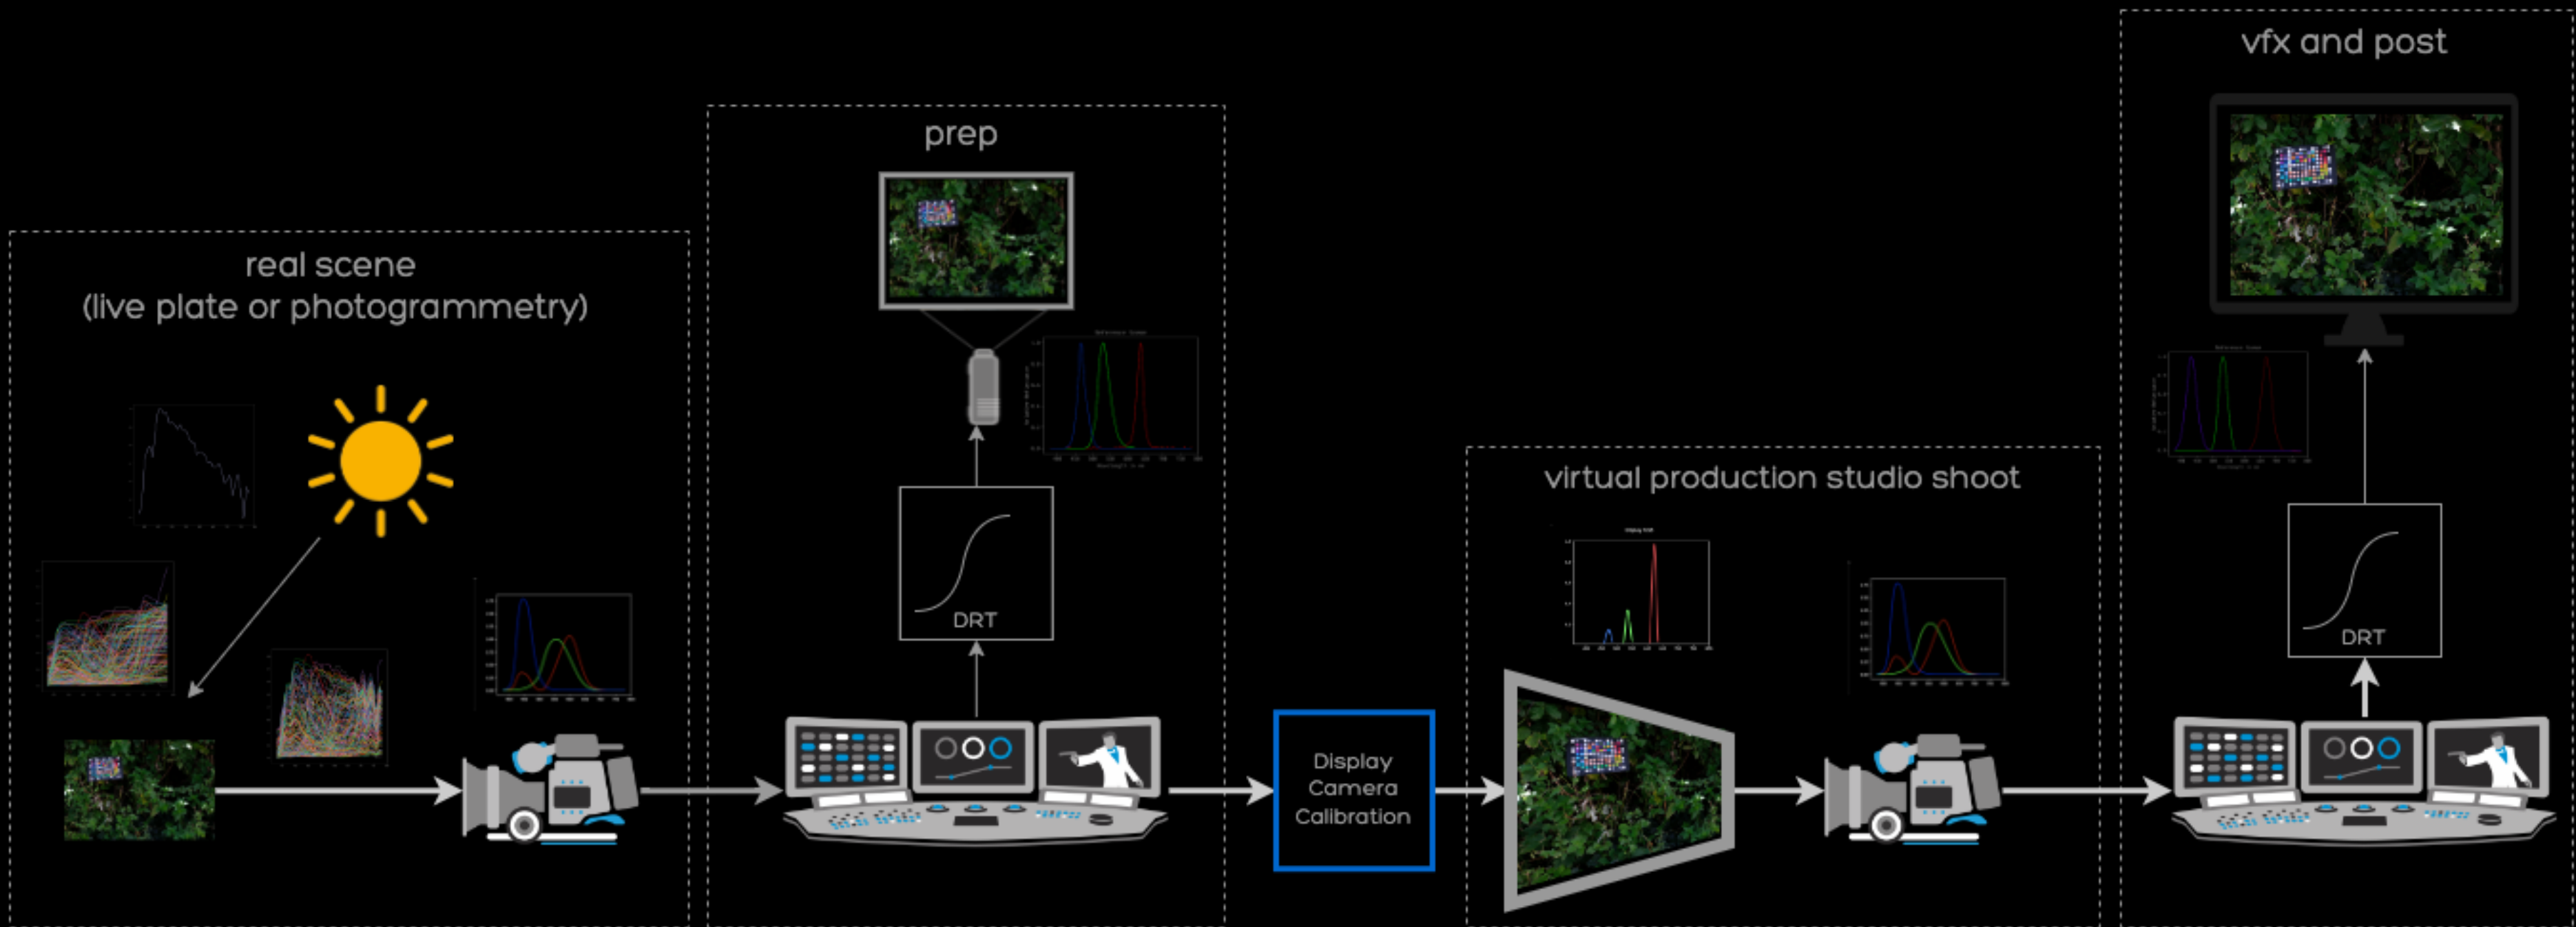 real scene
(live plate or photogrammetry)
prep
DRT
Display
Camera
Calibration
virtual production studio shoot
vfx and post
DRT